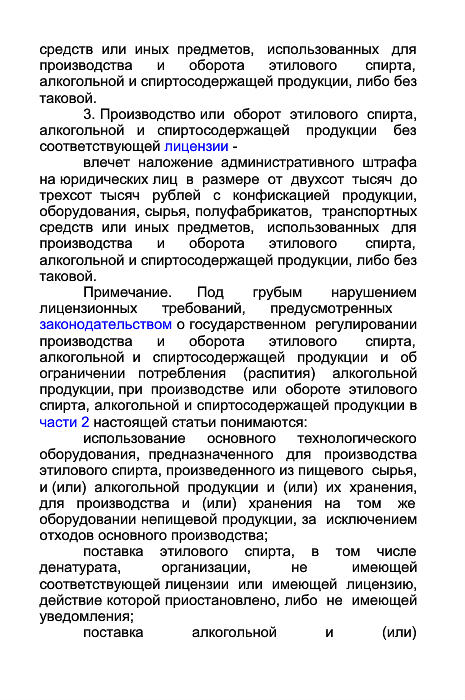 средств или иных предметов, использованных для
производства и оборота этилового спирта,
алкогольной и спиртосодержащей продукции, либо без
таковой.
3. Производство или оборот этилового спирта,
алкогольной и спиртосодержащей продукции без
соответствующей лицензии -
влечет наложение административного штрафа
на юридических лиц в размере от двухсот тысяч до
трехсот тысяч рублей с конфискацией продукции,
оборудования, сырья, полуфабрикатов, транспортных
средств или иных предметов, использованных для
производства и оборота этилового спирта,
алкогольной и спиртосодержащей продукции, либо без
таковой.
Примечание. Под грубым нарушением
лицензионных требований, предусмотренных
законодательством о государственном регулировании
производства и оборота этилового спирта,
алкогольной и спиртосодержащей продукции и об
ограничении потребления (распития) алкогольной
продукции, при производстве или обороте этилового
спирта, алкогольной и спиртосодержащей продукции в
части 2 настоящей статьи понимаются:
использование основного технологического
оборудования, предназначенного для производства
этилового спирта, произведенного из пищевого сырья,
и (или) алкогольной продукции и (или) их хранения,
для производства и (или) хранения на том же
оборудовании непищевой продукции, за исключением
отходов основного производства;
поставка этилового спирта, в том числе
денатурата, организации, не имеющей
соответствующей лицензии или имеющей лицензию,
действие которой приостановлено, либо не имеющей
уведомления;
поставка алкогольной и (или)